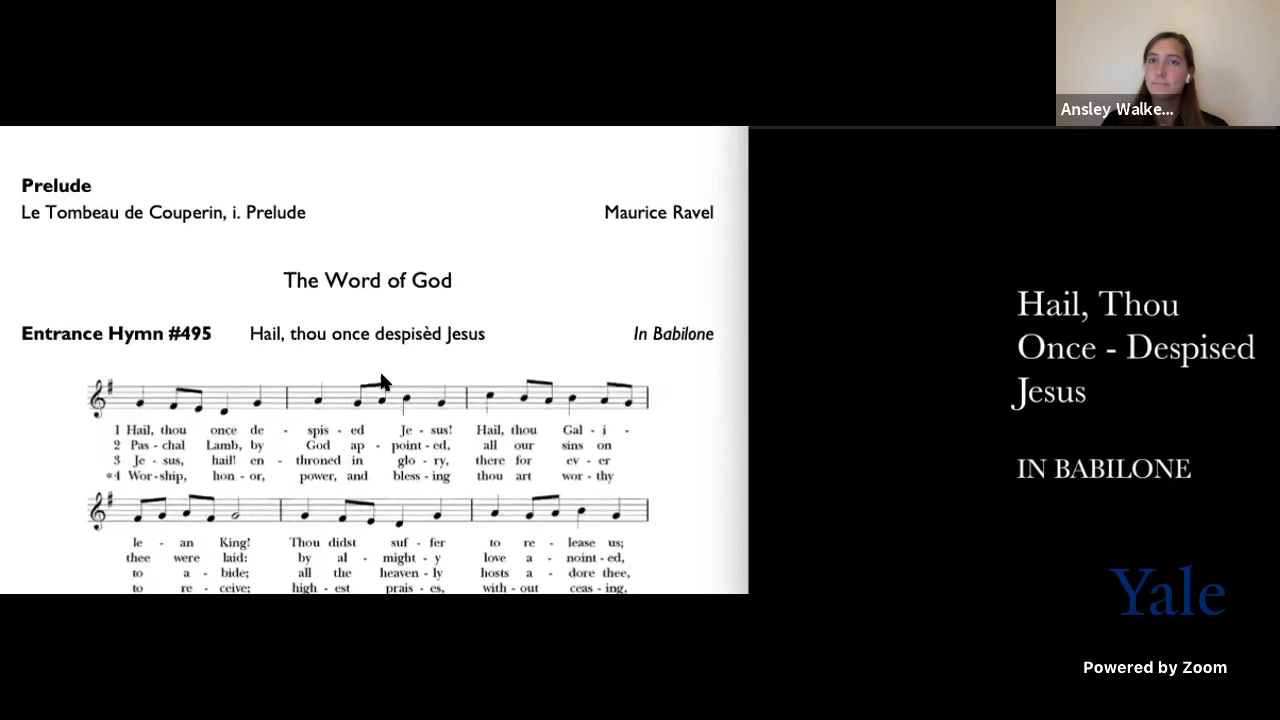 Ansley Walke...
Prelude
Le Tombeau de Couperin, i. Prelude Maurice Ravel
The Word of God
Entrance Hymn #495 Hail, thou once despisèd Jesus In Babilone
1 Hail, thou once de - spis - ed Je - sus! Hail, thou Gal - i -
2 Pas - chal Lamb, by God ap - point - ed, all our sins on
3 Je - sus, hail! en - throned in glo - ry, there for ev - er
*4 Wor - ship, hon - or, power, and bless - ing thou art wor - thy
le - an King! Thou didst suf - fer to re - lease us;
thee were laid: by al - might - y love a - noint - ed,
to a - bide; all the heaven - ly hosts a - dore thee,
to re - ceive; high - est prais - es, with - out ceas - ing,
Hail, Thou
Once - Despised
Jesus
IN BABILONE
Yale
Powered by Zoom